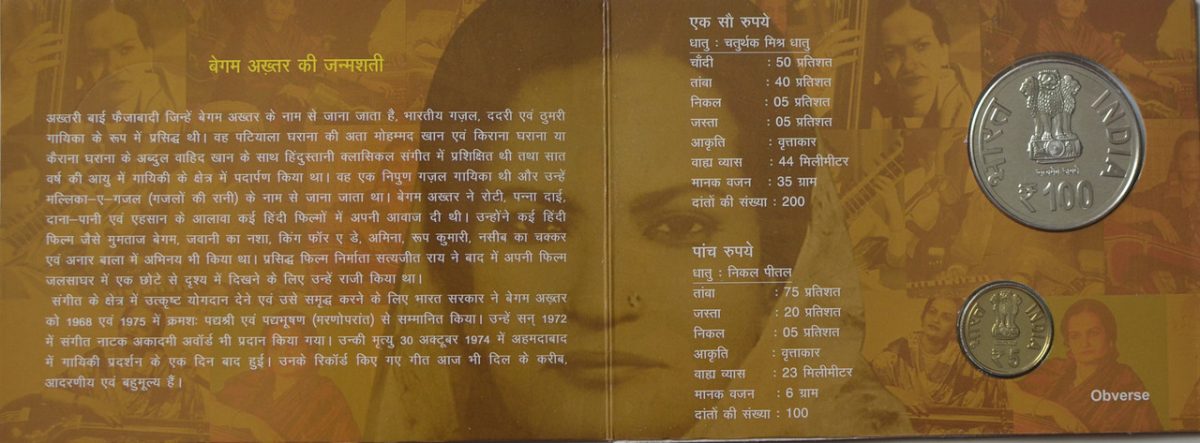 बेगम अख़्तर की जन्मशती
अख्तरी बाई फैजाबादी जिन्हें बेगम अख्तर के नाम से जाना जाता है, भारतीय गज़ल, ददरी एवं ठुमरी
गायिका के रूप में प्रसिद्ध थी। वह पटियाला घराना की अता मोहम्मद खान एवं किराना घराना या
कैराना घराना के अब्दुल वाहिद खान के साथ हिंदुस्तानी क्लासिकल संगीत में प्रशिक्षित थी तथा सात
वर्ष की आयु में गायिकी के क्षेत्र में पदार्पण किया था। वह एक निपुण गज़ल गायिका थी और उन्हें
मल्लिका–ए–गजल (गजलों की रानी) के नाम से जाना जाता था। बेगम अख्तर ने रोटी, पन्ना दाई,
दाना–पानी एवं एहसान के आलावा कई हिंदी फिल्मों में अपनी आवाज दी थी। उन्होंने कई हिंदी
फिल्म जैसे मुमताज बेगम, जवानी का नशा, किंग फॉर ए डे, अमिना, रूप कुमारी, नसीब का चक्कर
एवं अनार बाला में अभिनय भी किया था। प्रसिद्ध फिल्म निर्माता सत्यजीत राय ने बाद में अपनी फिल्म
जलसाघर में एक छोटे से दृश्य में दिखने के लिए उन्हें राजी किया था।
संगीत के क्षेत्र में उत्कृष्ट योगदान देने एवं उसे समृद्ध करने के लिए भारत सरकार ने बेगम अख़्तर
को 1968 एवं 1975 में क्रमशः पद्यश्री एवं पद्यभूषण (मरणोपरांत) से सम्मानित किया। उन्हें सन् 1972
में संगीत नाटक अकादमी अवॉर्ड भी प्रदान किया गया। उनकी मृत्यु 30 अक्टूबर 1974 में अहमदाबाद
में गायिकी प्रदर्शन के एक दिन बाद हुई। उनके रिकॉर्ड किए गए गीत आज भी दिल के करीब,
आदरणीय एवं बहुमूल्य हैं।
एक सौ रुपये
धातु : चतुर्थक मिश्र धातु
चाँदी : 50 प्रतिशत
तांबा : 40 प्रतिशत
निकल : 05 प्रतिशत
जस्ता : 05 प्रतिशत
आकृति : वृत्ताकार
वाह्य व्यास : 44 मिलीमीटर
मानक वजन : 35 ग्राम
दांतों की संख्या : 200
पांच रुपये
धातु : निकल पीतल
तांबा : 75 प्रतिशत
जस्ता : 20 प्रतिशत
निकल : 05 प्रतिशत
आकृति : वृत्ताकार
वाह्य व्यास : 23 मिलीमीटर
मानक वजन : 6 ग्राम
दांतों की संख्या : 100
भारत INDIA
₹ 100
भारत INDIA
₹ 5
Obverse